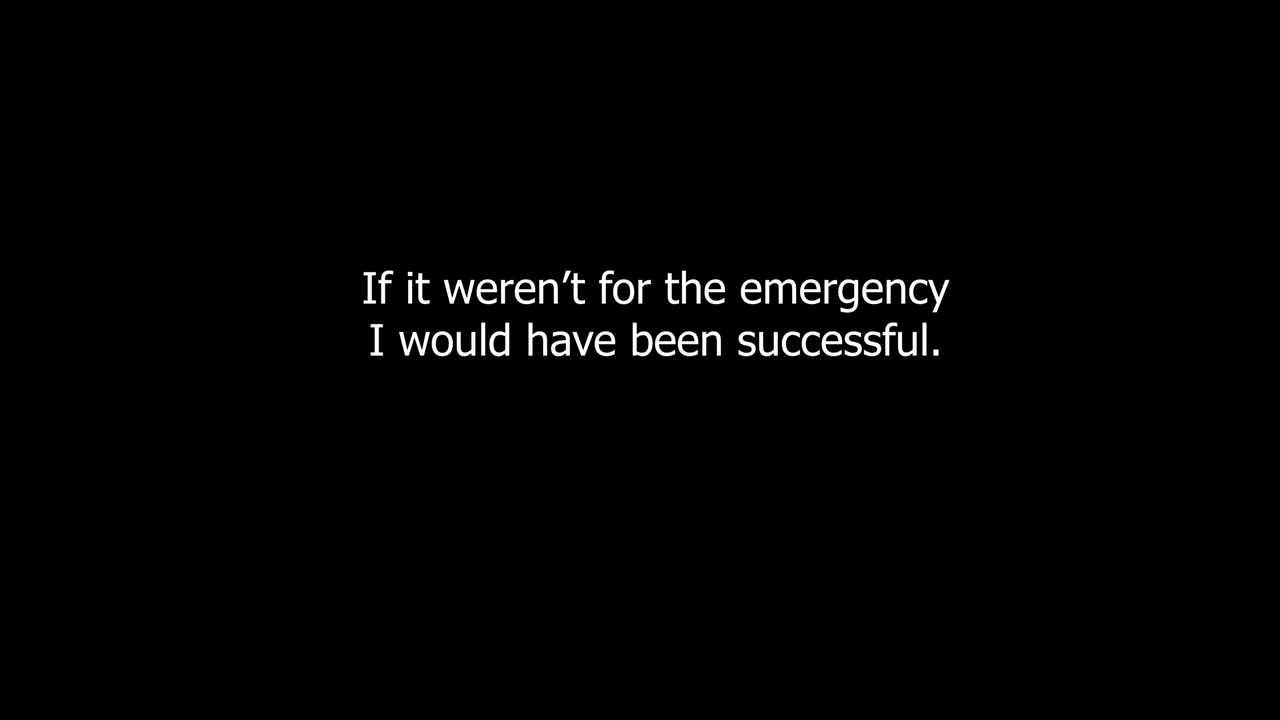 If it weren’t for the emergency
I would have been successful.